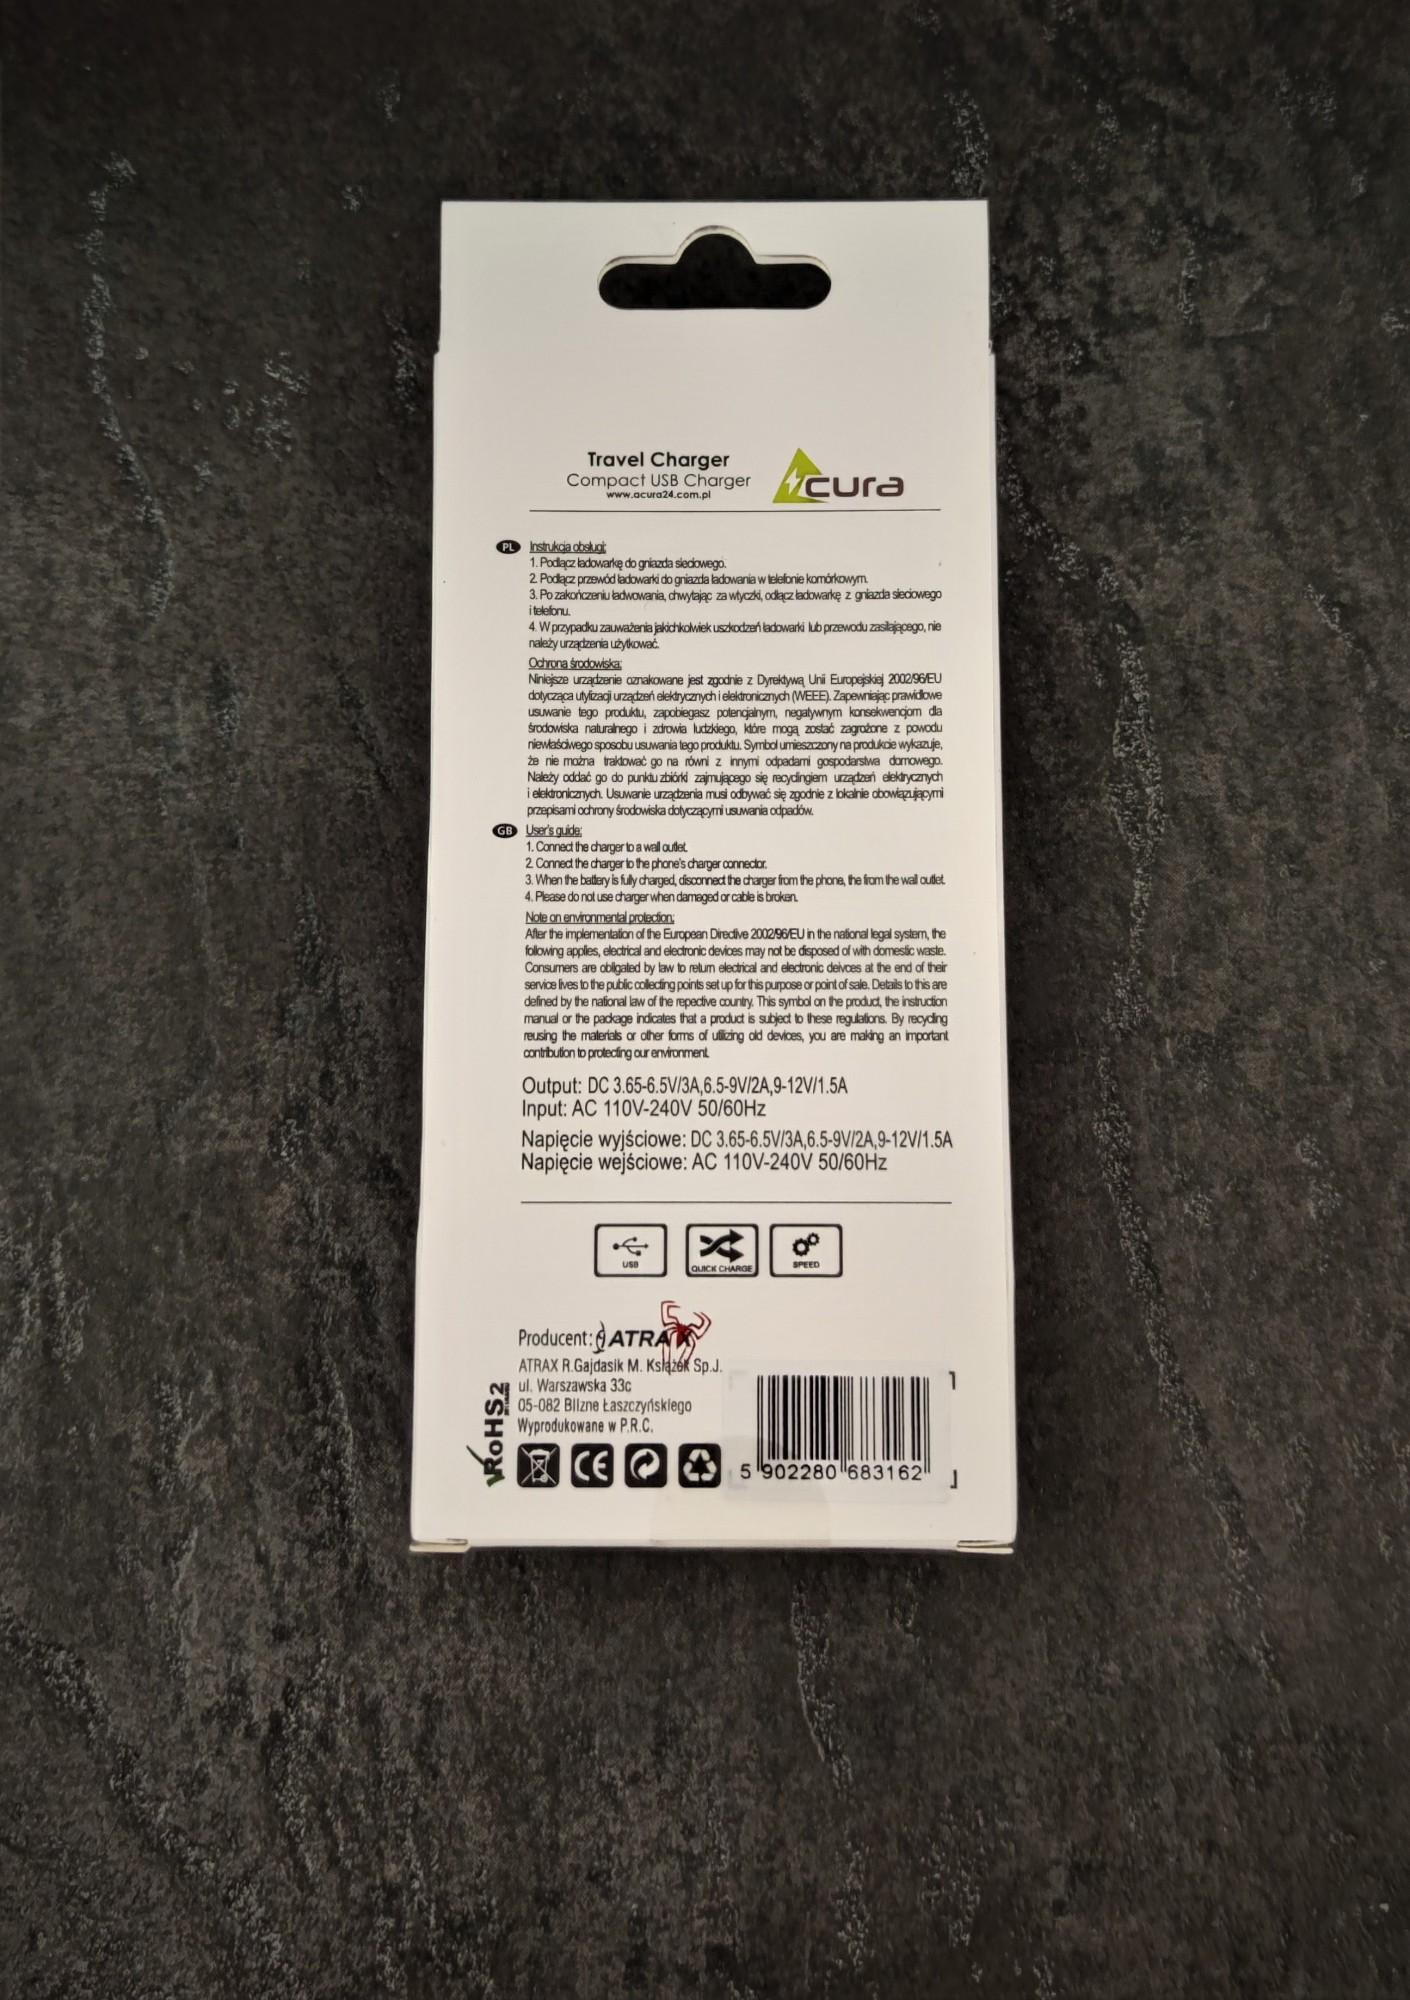 Travel Charger
Compact USB Charger
www.acura24.com.pl
cura
PL Instrukcja obsługi:
1. Podłącz ładowarkę do gniazda sieciowego.
2. Podłącz przewód ładowarki do gniazda ładowania w telefonie komórkowym.
3. Po zakończeniu ładwowania, chwytając za wtyczki, odłącz ładowarkę z gniazda sieciowego
i telefonu.
4. W przypadku zauważenia jakichkolwiek uszkodzeń ładowarki lub przewodu zasilającego, nie
należy urządzenia użytkować.
Ochrona środowiska:
Niniejsze urządzenie oznakowane jest zgodnie z Dyrektywą Unii Europejskiej 2002/96/EU
dotycząca utylizacji urządzeń elektrycznych i elektronicznych (WEEE). Zapewniając prawidłowe
usuwanie tego produktu, zapobiegasz potencjalnym, negatywnym konsekwencjom dla
środowiska naturalnego i zdrowia ludzkiego, które mogą zostać zagrożone z powodu
niewłaściwego sposobu usuwania tego produktu. Symbol umieszczony na produkcie wykazuje,
że nie można traktować go na równi z innymi odpadami gospodarstwa domowego.
Należy oddać go do punktu zbiórki zajmującego się recyclingiem urządzeń elektrycznych
i elektronicznych. Usuwanie urządzenia musi odbywać się zgodnie z lokalnie obowiązującymi
przepisami ochrony środowiska dotyczącymi usuwania odpadów.
GB User's guide:
1. Connect the charger to a wall outlet.
2. Connect the charger to the phone's charger connector.
3. When the battery is fully charged, disconnect the charger from the phone, the from the wall outlet.
4. Please do not use charger when damaged or cable is broken.
Note on environmental protection:
After the implementation of the European Directive 2002/96/EU in the national legal system, the
following applies, electrical and electronic devices may not be disposed of with domestic waste.
Consumers are obligated by law to return electrical and electronic deivces at the end of their
service lives to the public collecting points set up for this purpose or point of sale. Details to this are
defined by the national law of the repective country. This symbol on the product, the instruction
manual or the package indicates that a product is subject to these regulations. By recycling
reusing the materials or other forms of utilizing old devices, you are making an important
contribution to protecting our environment.
Output: DC 3.65-6.5V/3A,6.5-9V/2A,9-12V/1.5A
Input: AC 110V-240V 50/60Hz
Napięcie wyjściowe: DC 3.65-6.5V/3A,6.5-9V/2A,9-12V/1.5A
Napięcie wejściowe: AC 110V-240V 50/60Hz
USB QUICK CHARGE SPEED
Producent: ATRAX
ATRAX R.Gajdasik M. Książek Sp.J.
ul. Warszawska 33c
05-082 Blizne Łaszczyńskiego
Wyprodukowane w P.R.C.
RoHS2
CE
5 902280 683162